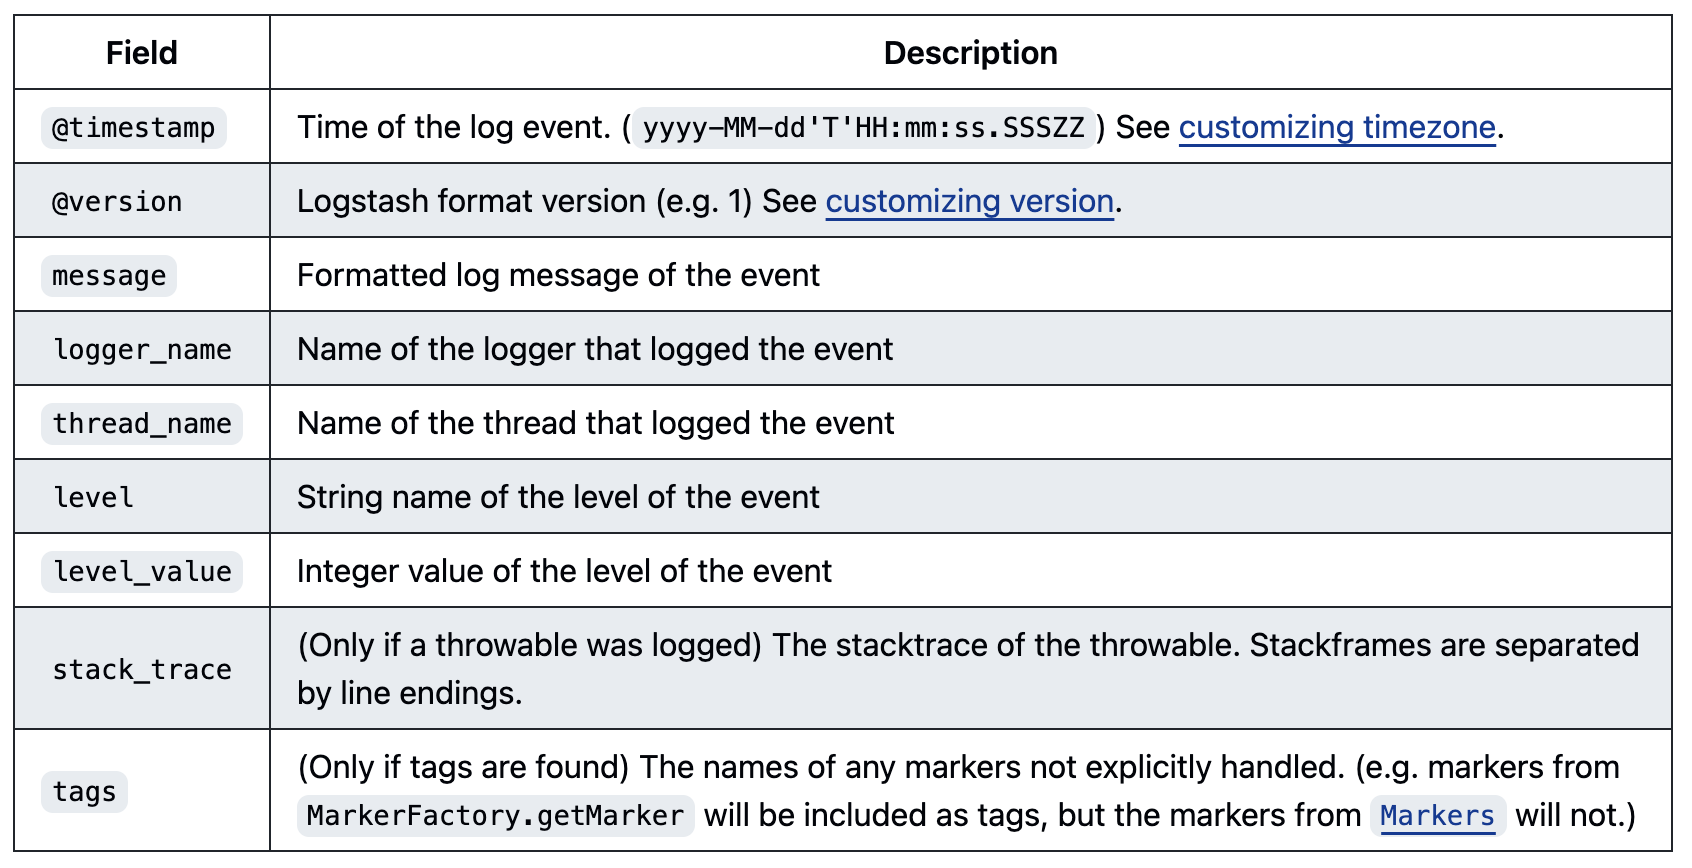 Field Description
@timestamp Time of the log event. (yyyy-MM-dd'T'HH:mm:ss.SSSZZ) See customizing timezone.
@version Logstash format version (e.g. 1) See customizing version.
message Formatted log message of the event
logger_name Name of the logger that logged the event
thread_name Name of the thread that logged the event
level String name of the level of the event
level_value Integer value of the level of the event
stack_trace (Only if a throwable was logged) The stacktrace of the throwable. Stackframes are separated
by line endings.
tags (Only if tags are found) The names of any markers not explicitly handled. (e.g. markers from
MarkerFactory.getMarker will be included as tags, but the markers from Markers will not.)